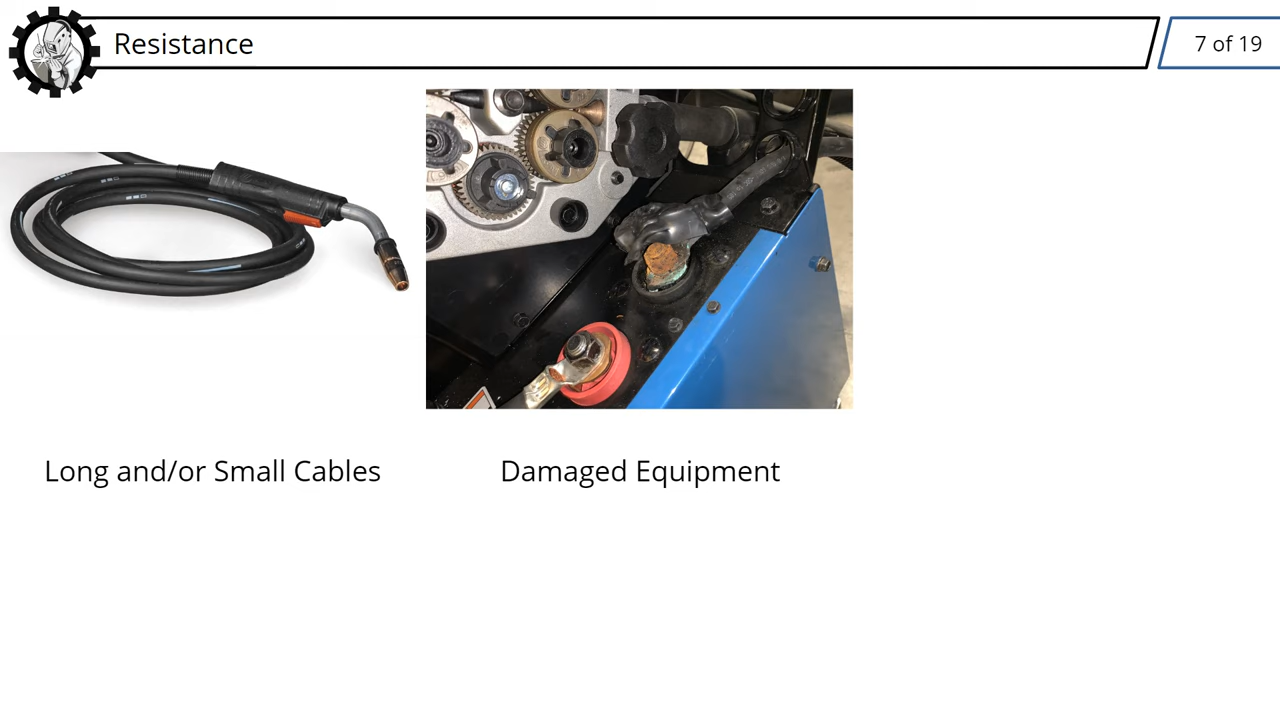 Resistance
7 of 19
Long and/or Small Cables
Damaged Equipment